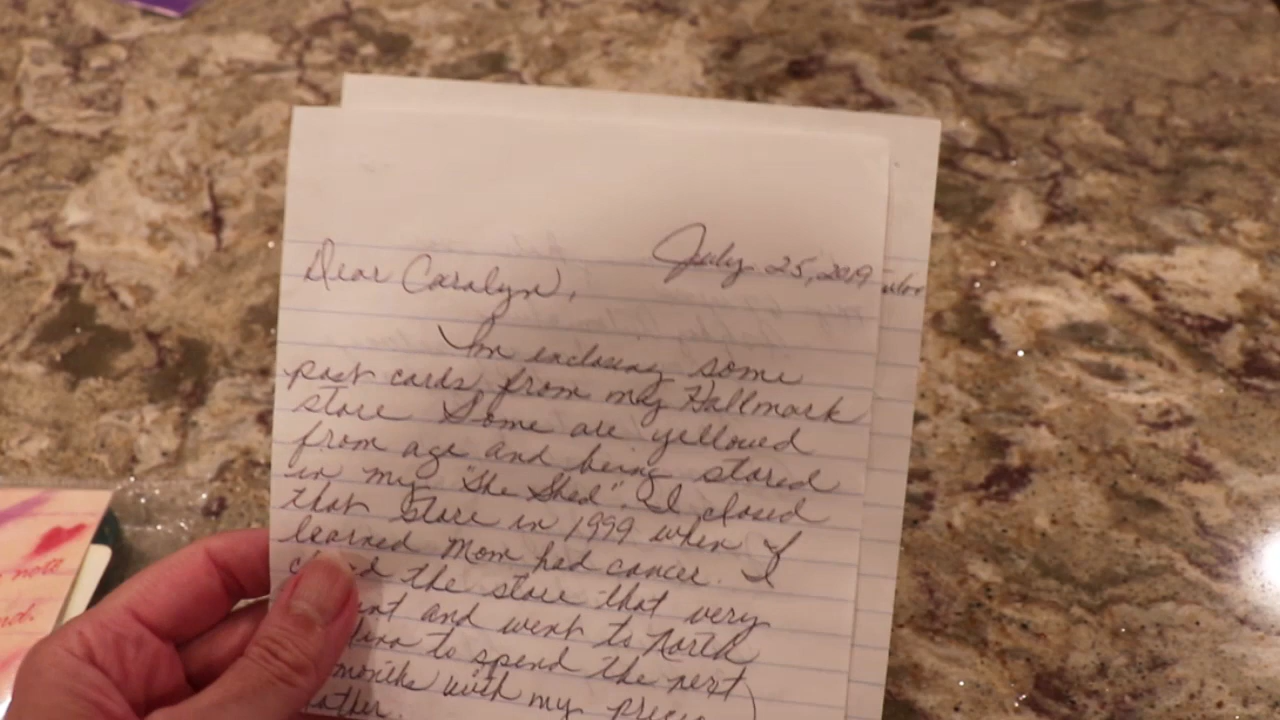 July 25, 2019
Dear Carolyn,
I'm enclosing some
post cards from my Hallmark
store Some are yellowed
from age and being stored
in my "She Shed". I closed
that store in 1999 when I
learned Mom had cancer. I
the store that very
and went to North
to spend the next
months with my
note